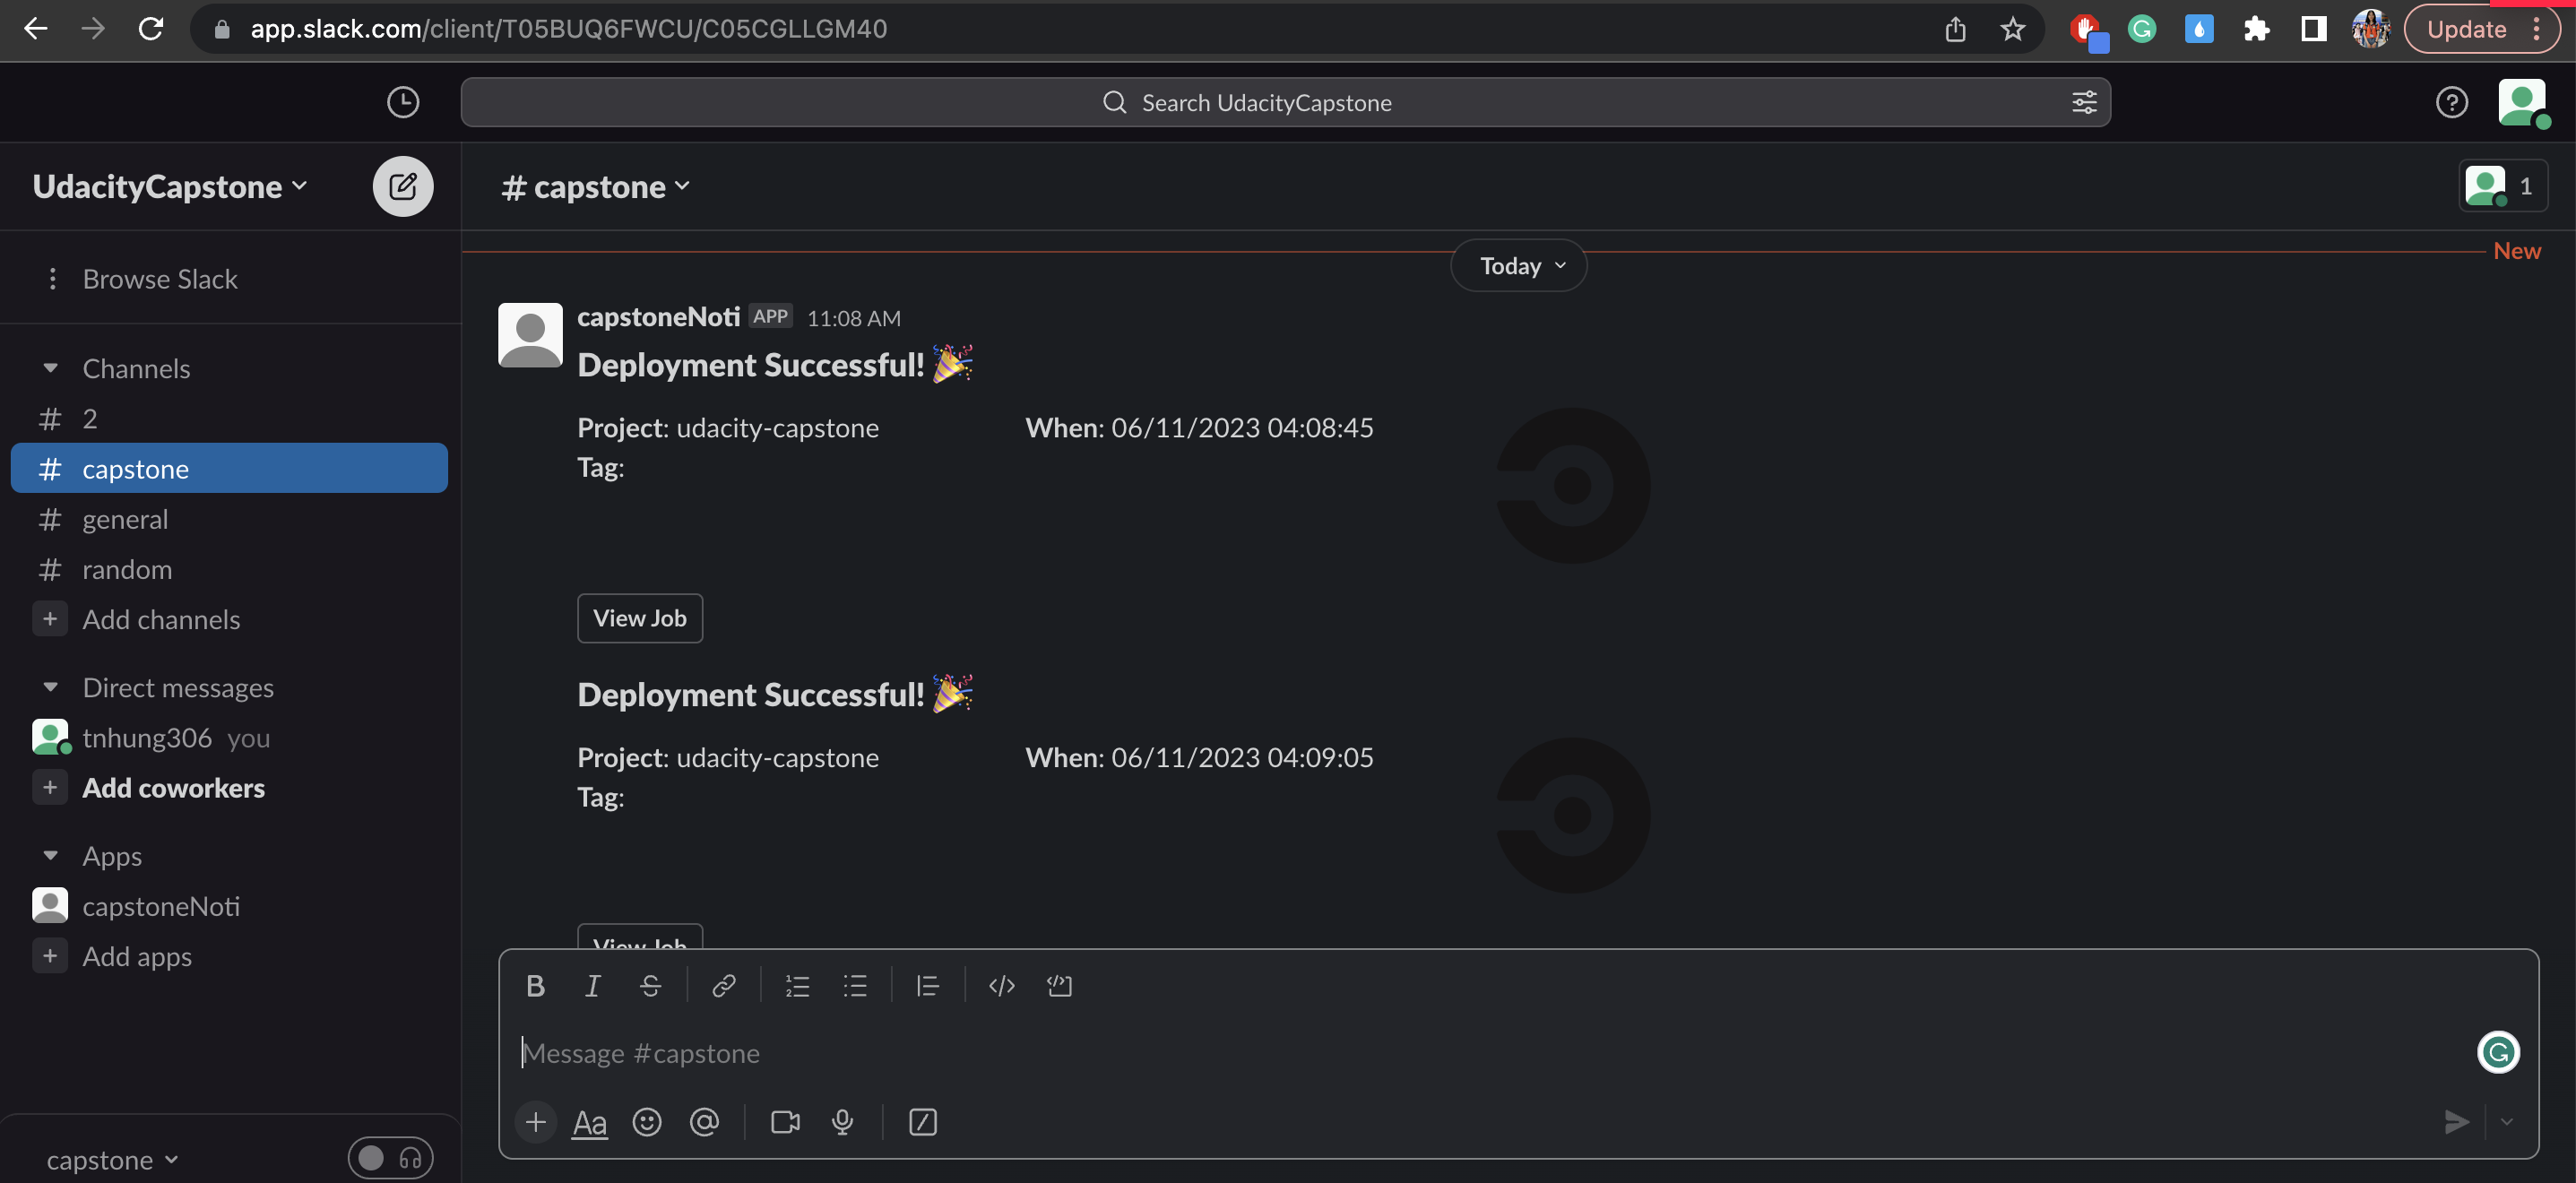 app.slack.com/client/T05BUQ6FWCU/C05CGLLGM40
Update
Search UdacityCapstone
UdacityCapstone
# capstone
1
Browse Slack
Today
New
Channels
# 2
# capstone
# general
# random
+ Add channels
Direct messages
tnhung306 you
+ Add coworkers
Apps
capstoneNoti
+ Add apps
capstone
capstoneNoti APP 11:08 AM
Deployment Successful! 🎉
Project: udacity-capstone When: 06/11/2023 04:08:45
Tag:
View Job
Deployment Successful! 🎉
Project: udacity-capstone When: 06/11/2023 04:09:05
Tag:
View Job
Message #capstone
Aa